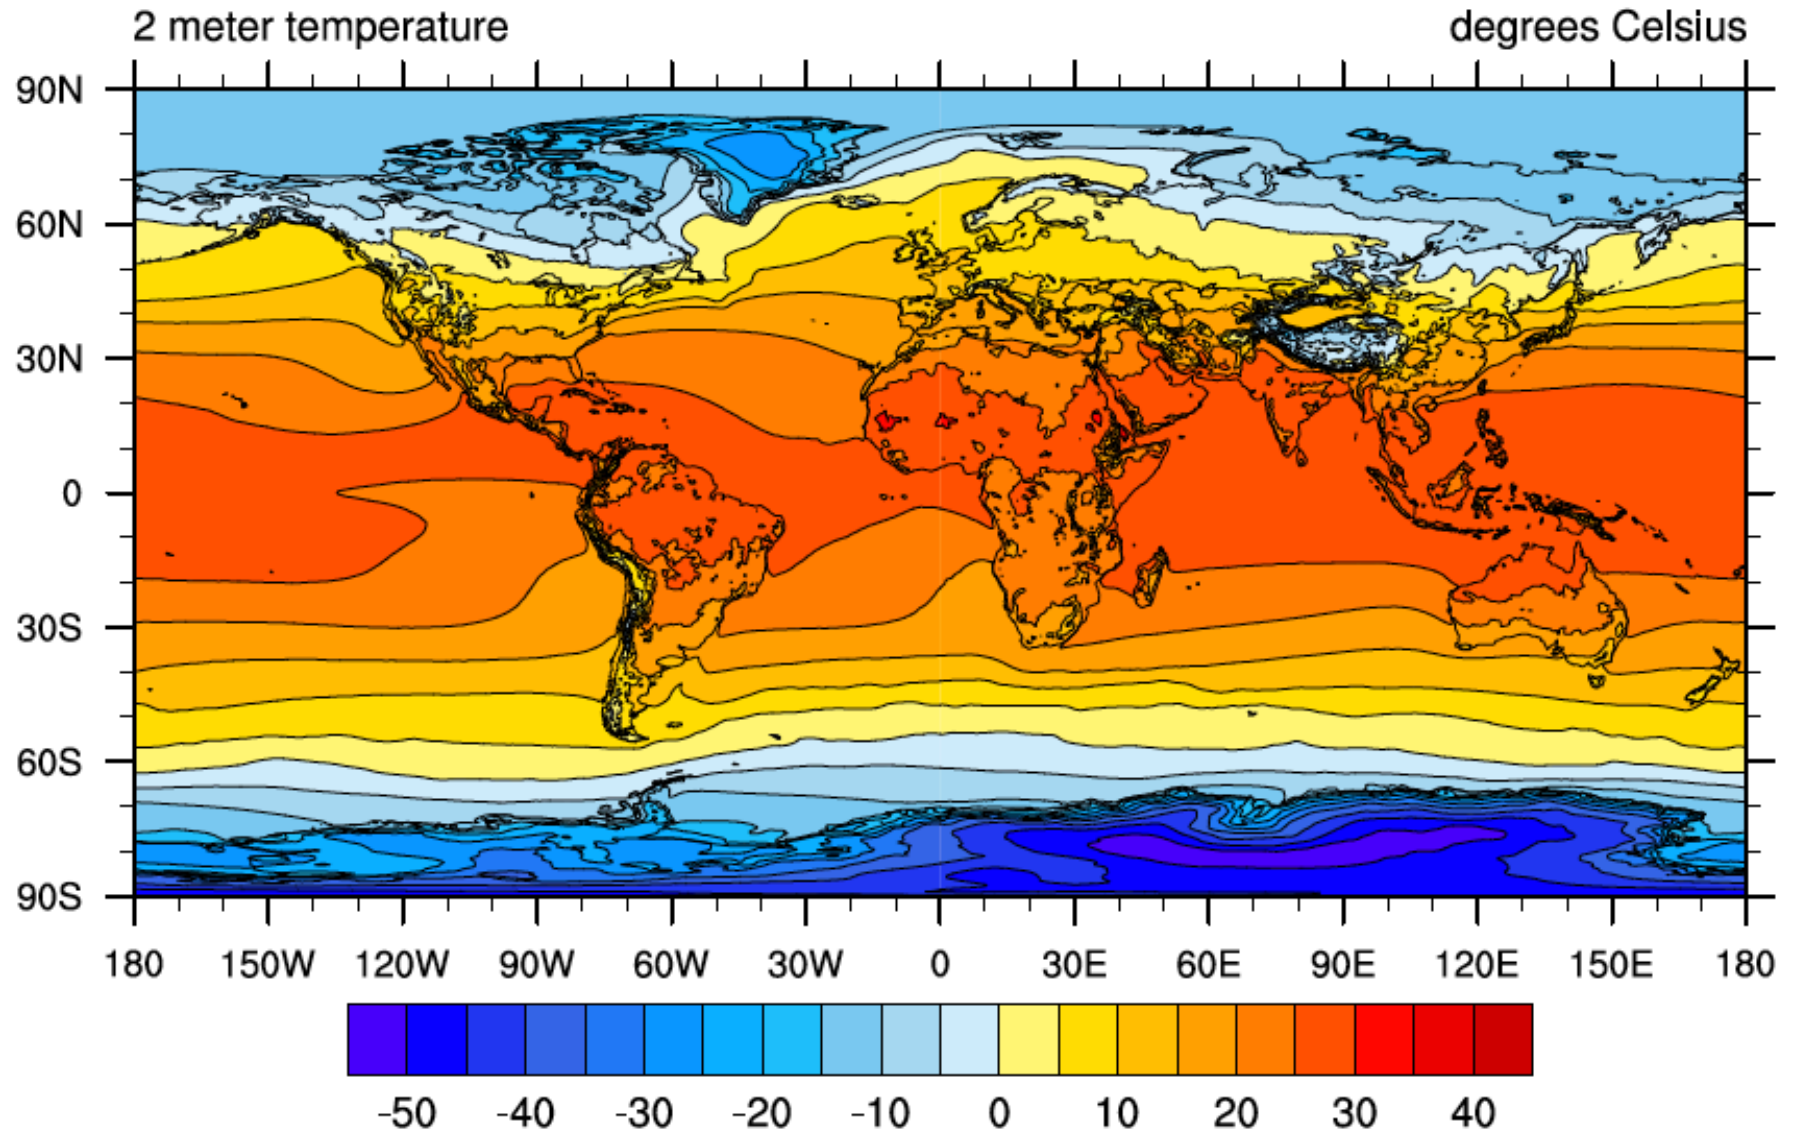 2 meter temperature degrees Celsius
90N
60N
30N
0
30S
60S
90S
180 150W 120W 90W 60W 30W 0 30E 60E 90E 120E 150E 180
-50 -40 -30 -20 -10 0 10 20 30 40